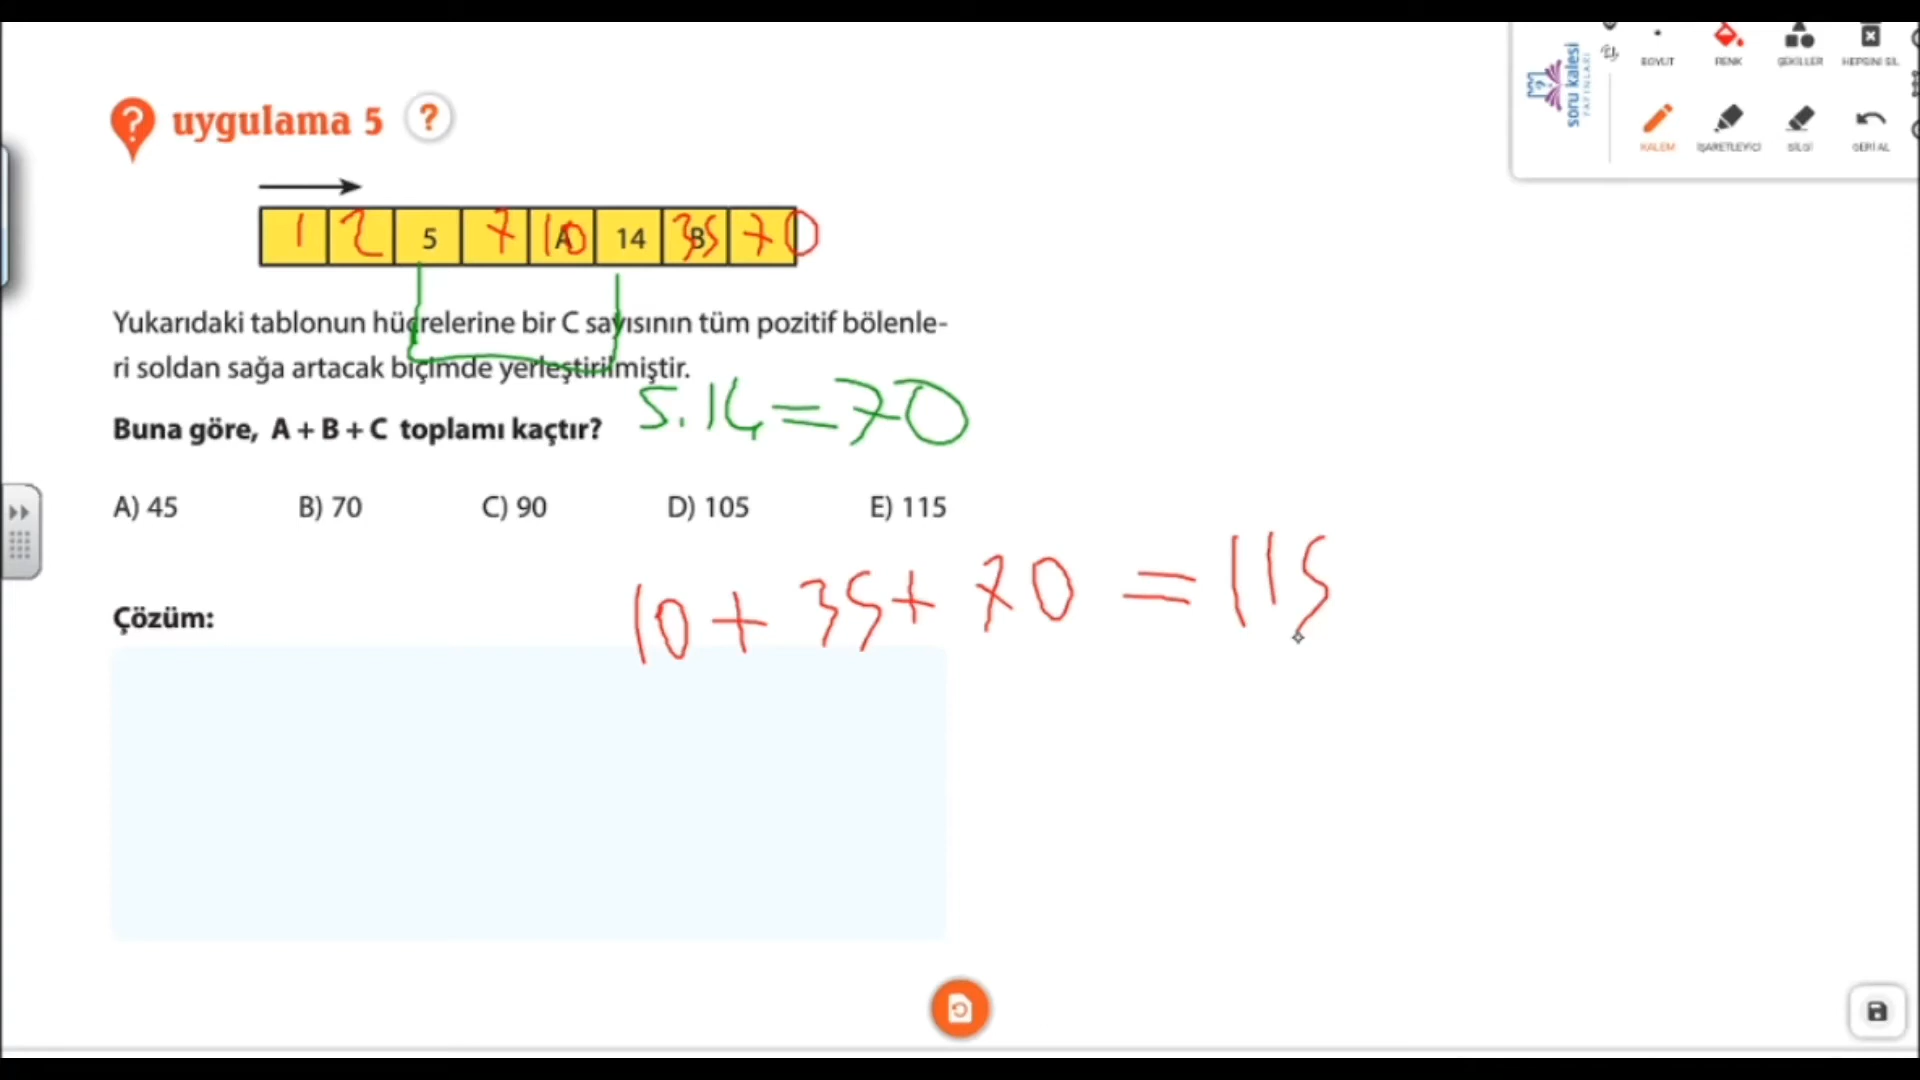 uygulama 5 ?
1 2 5 7 10 14 35 70
Yukarıdaki tablonun hücrelerine bir C sayısının tüm pozitif bölenle-
ri soldan sağa artacak biçimde yerleştirilmiştir.
5.14=70
Buna göre, A + B + C toplamı kaçtır?
A) 45 B) 70 C) 90 D) 105 E) 115
10 + 35 + 70 = 115
Çözüm:
soru kalesi
YAYINLARI
BOYUT RENK ŞEKİLLER HEPSİNİ SİL
KALEM İŞARETLEYİCİ SİLGİ GERİ AL